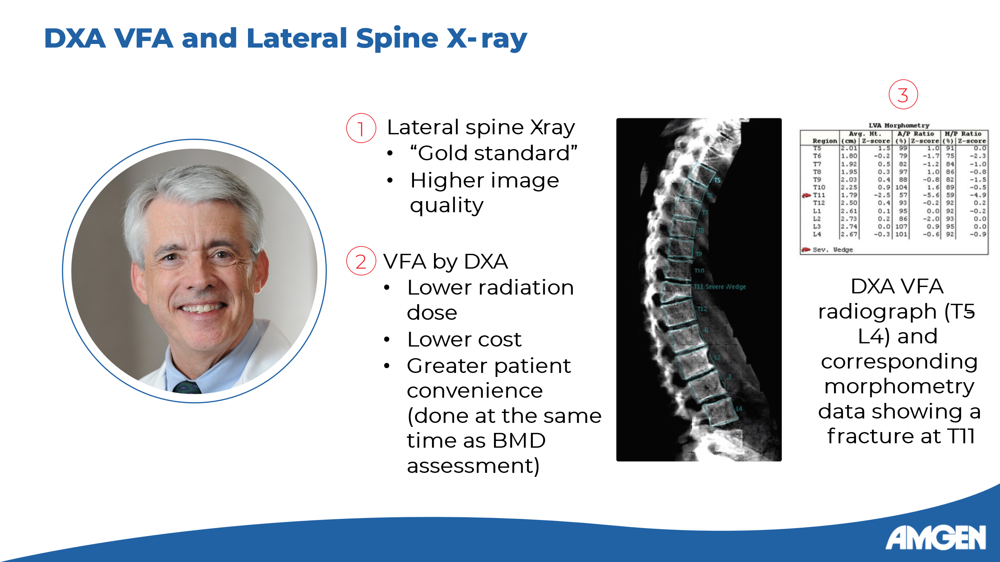 DXA VFA and Lateral Spine X-ray
1
Lateral spine Xray
• “Gold standard”
• Higher image
quality
2
VFA by DXA
• Lower radiation
dose
• Lower cost
• Greater patient
convenience
(done at the same
time as BMD
assessment)
T5
T6
T7
T8
T9
T10
T11 Severe Wedge
T12
L1
L2
L3
L4
3
LVA Morphometry
Avg. Ht. A/P Ratio M/P Ratio
Region (cm) Z-score (%) Z-score (%) Z-score
T5 2.01 1.5 99 1.0 91 0.0
T6 1.80 -0.2 79 -1.7 75 -2.3
T7 1.92 0.5 82 -1.2 84 -1.0
T8 1.95 0.3 97 1.0 86 -0.8
T9 2.03 0.4 88 -0.8 82 -1.5
T10 2.25 0.9 104 1.6 89 -0.5
T11 1.79 -2.5 57 -5.6 59 -4.9
T12 2.50 0.4 93 -0.2 92 0.2
L1 2.61 0.1 95 0.0 92 -0.2
L2 2.73 0.2 86 -2.0 93 0.0
L3 2.74 0.0 107 0.9 95 0.0
L4 2.67 -0.3 101 -0.6 92 -0.9
Sev. Wedge
DXA VFA
radiograph (T5
L4) and
corresponding
morphometry
data showing a
fracture at T11
AMGEN